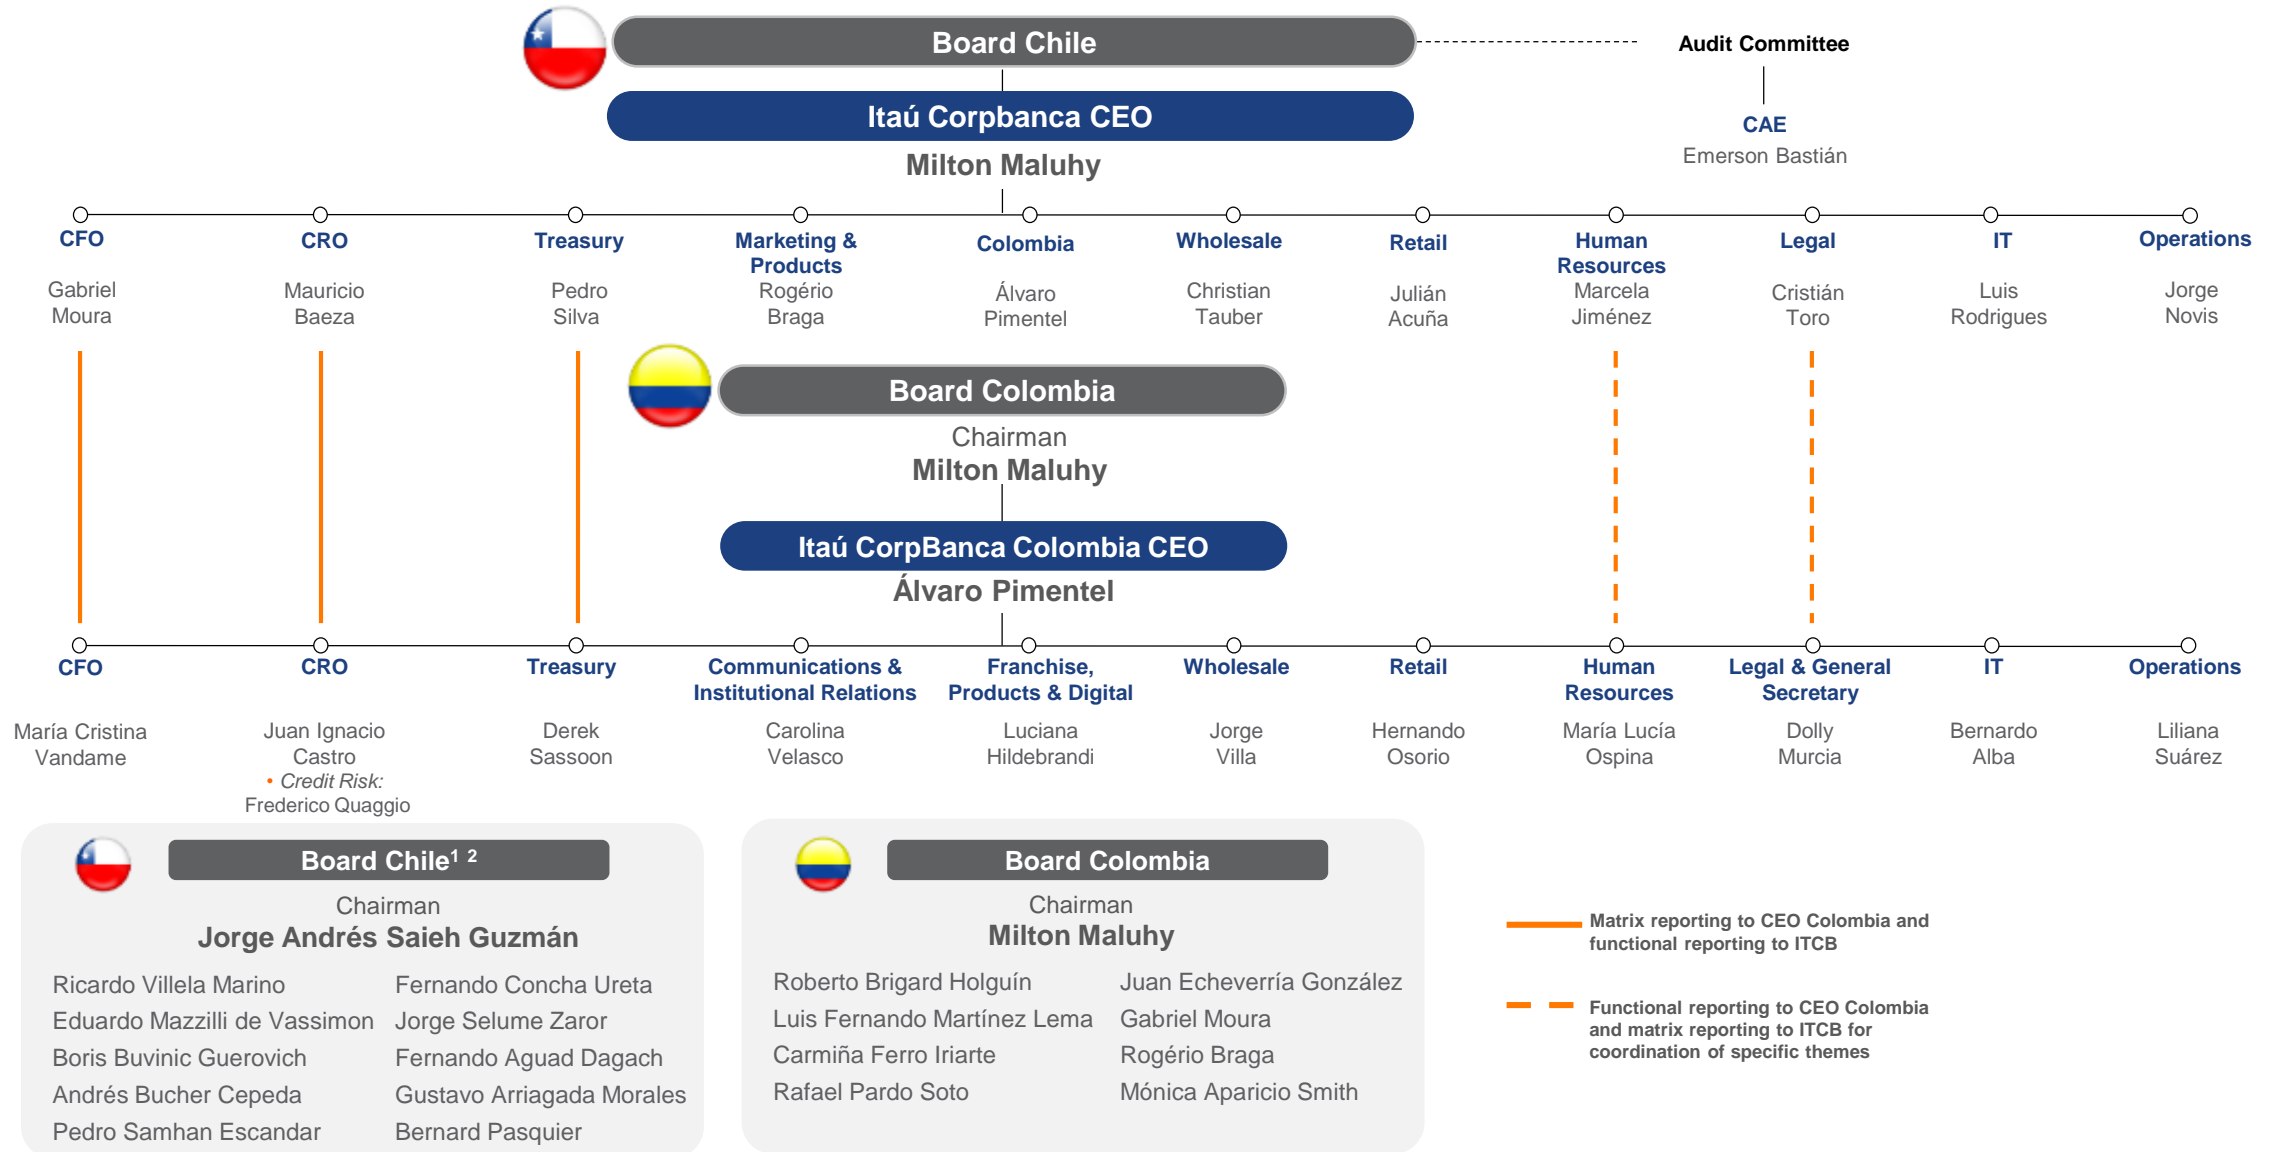 Board Chile
Audit Committee
Itaú Corpbanca CEO
CAE
Milton Maluhy
Emerson Bastián
CFO
CRO
Treasury
Marketing &
Products
Colombia
Wholesale
Retail
Human
Resources
Legal
IT
Operations
Gabriel
Moura
Mauricio
Baeza
Pedro
Silva
Rogério
Braga
Álvaro
Pimentel
Christian
Tauber
Julián
Acuña
Marcela
Jiménez
Cristián
Toro
Luis
Rodrigues
Jorge
Novis
Board Colombia
Chairman
Milton Maluhy
Itaú CorpBanca Colombia CEO
Álvaro Pimentel
CFO
CRO
Treasury
Communications &
Institutional Relations
Franchise,
Products & Digital
Wholesale
Retail
Human
Resources
Legal & General
Secretary
IT
Operations
María Cristina
Vandame
Juan Ignacio
Castro
• Credit Risk:
Frederico Quaggio
Derek
Sassoon
Carolina
Velasco
Luciana
Hildebrandi
Jorge
Villa
Hernando
Osorio
María Lucía
Ospina
Dolly
Murcia
Bernardo
Alba
Liliana
Suárez
Board Chile¹ ²
Chairman
Jorge Andrés Saieh Guzmán
Ricardo Villela Marino
Eduardo Mazzilli de Vassimon
Boris Buvinic Guerovich
Andrés Bucher Cepeda
Pedro Samhan Escandar
Fernando Concha Ureta
Jorge Selume Zaror
Fernando Aguad Dagach
Gustavo Arriagada Morales
Bernard Pasquier
Board Colombia
Chairman
Milton Maluhy
Roberto Brigard Holguín
Luis Fernando Martínez Lema
Carmiña Ferro Iriarte
Rafael Pardo Soto
Juan Echeverría González
Gabriel Moura
Rogério Braga
Mónica Aparicio Smith
Matrix reporting to CEO Colombia and
functional reporting to ITCB
Functional reporting to CEO Colombia
and matrix reporting to ITCB for
coordination of specific themes